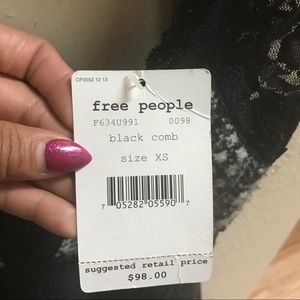 OP3552 12 13
free people
F634U991 0098
black comb
size XS
7 05282 05590 7
suggested retail price
$98.00